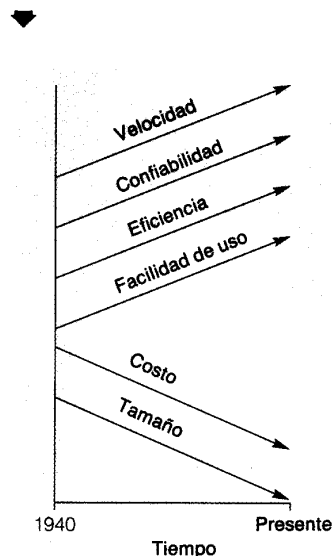 Velocidad
Confiabilidad
Eficiencia
Facilidad de uso
Costo
Tamaño
1940
Presente
Tiempo